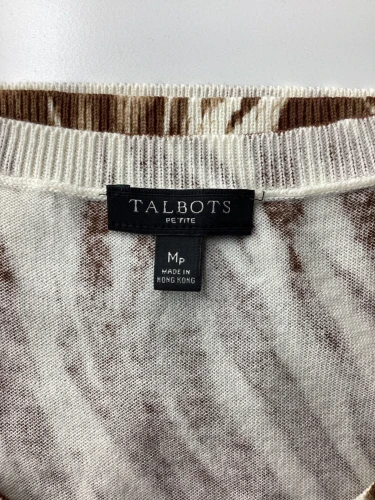 TALBOTS
PETITE
MP
MADE IN
HONG KONG